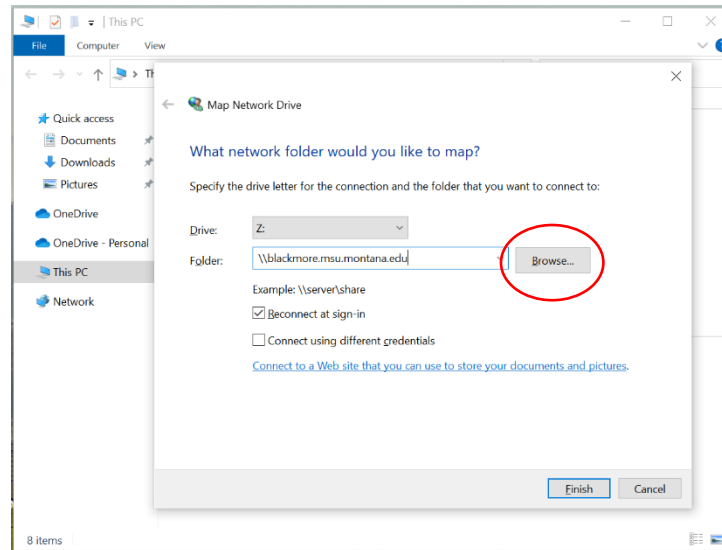 This PC
File Computer View
Map Network Drive
What network folder would you like to map?
Specify the drive letter for the connection and the folder that you want to connect to:
Drive: Z:
Folder: \\blackmore.msu.montana.edu Browse...
Example: \\server\share
Reconnect at sign-in
Connect using different credentials
Connect to a Web site that you can use to store your documents and pictures.
Finish Cancel
Quick access
Documents
Downloads
Pictures
OneDrive
OneDrive - Personal
This PC
Network
8 items